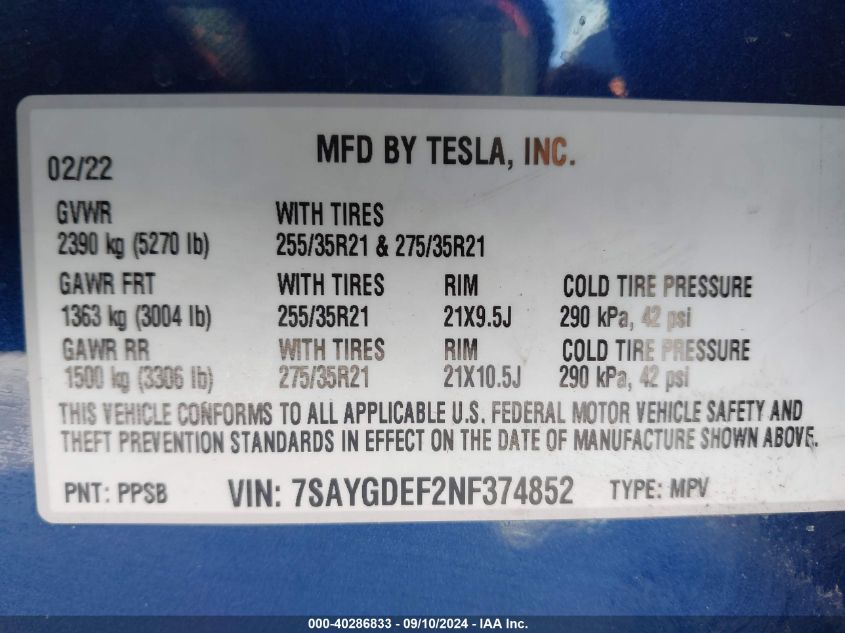 MFD BY TESLA, INC.
02/22
GVWR WITH TIRES
2390 kg (5270 lb) 255/35R21 & 275/35R21
GAWR FRT WITH TIRES RIM COLD TIRE PRESSURE
1363 kg (3004 lb) 255/35R21 21X9.5J 290 kPa, 42 psi
GAWR RR WITH TIRES RIM COLD TIRE PRESSURE
1500 kg (3306 lb) 275/35R21 21X10.5J 290 kPa, 42 psi
THIS VEHICLE CONFORMS TO ALL APPLICABLE U.S. FEDERAL MOTOR VEHICLE SAFETY AND
THEFT PREVENTION STANDARDS IN EFFECT ON THE DATE OF MANUFACTURE SHOWN ABOVE.
PNT: PPSB VIN: 7SAYGDEF2NF374852 TYPE: MPV
000-40286833 - 09/10/2024 - IAA Inc.